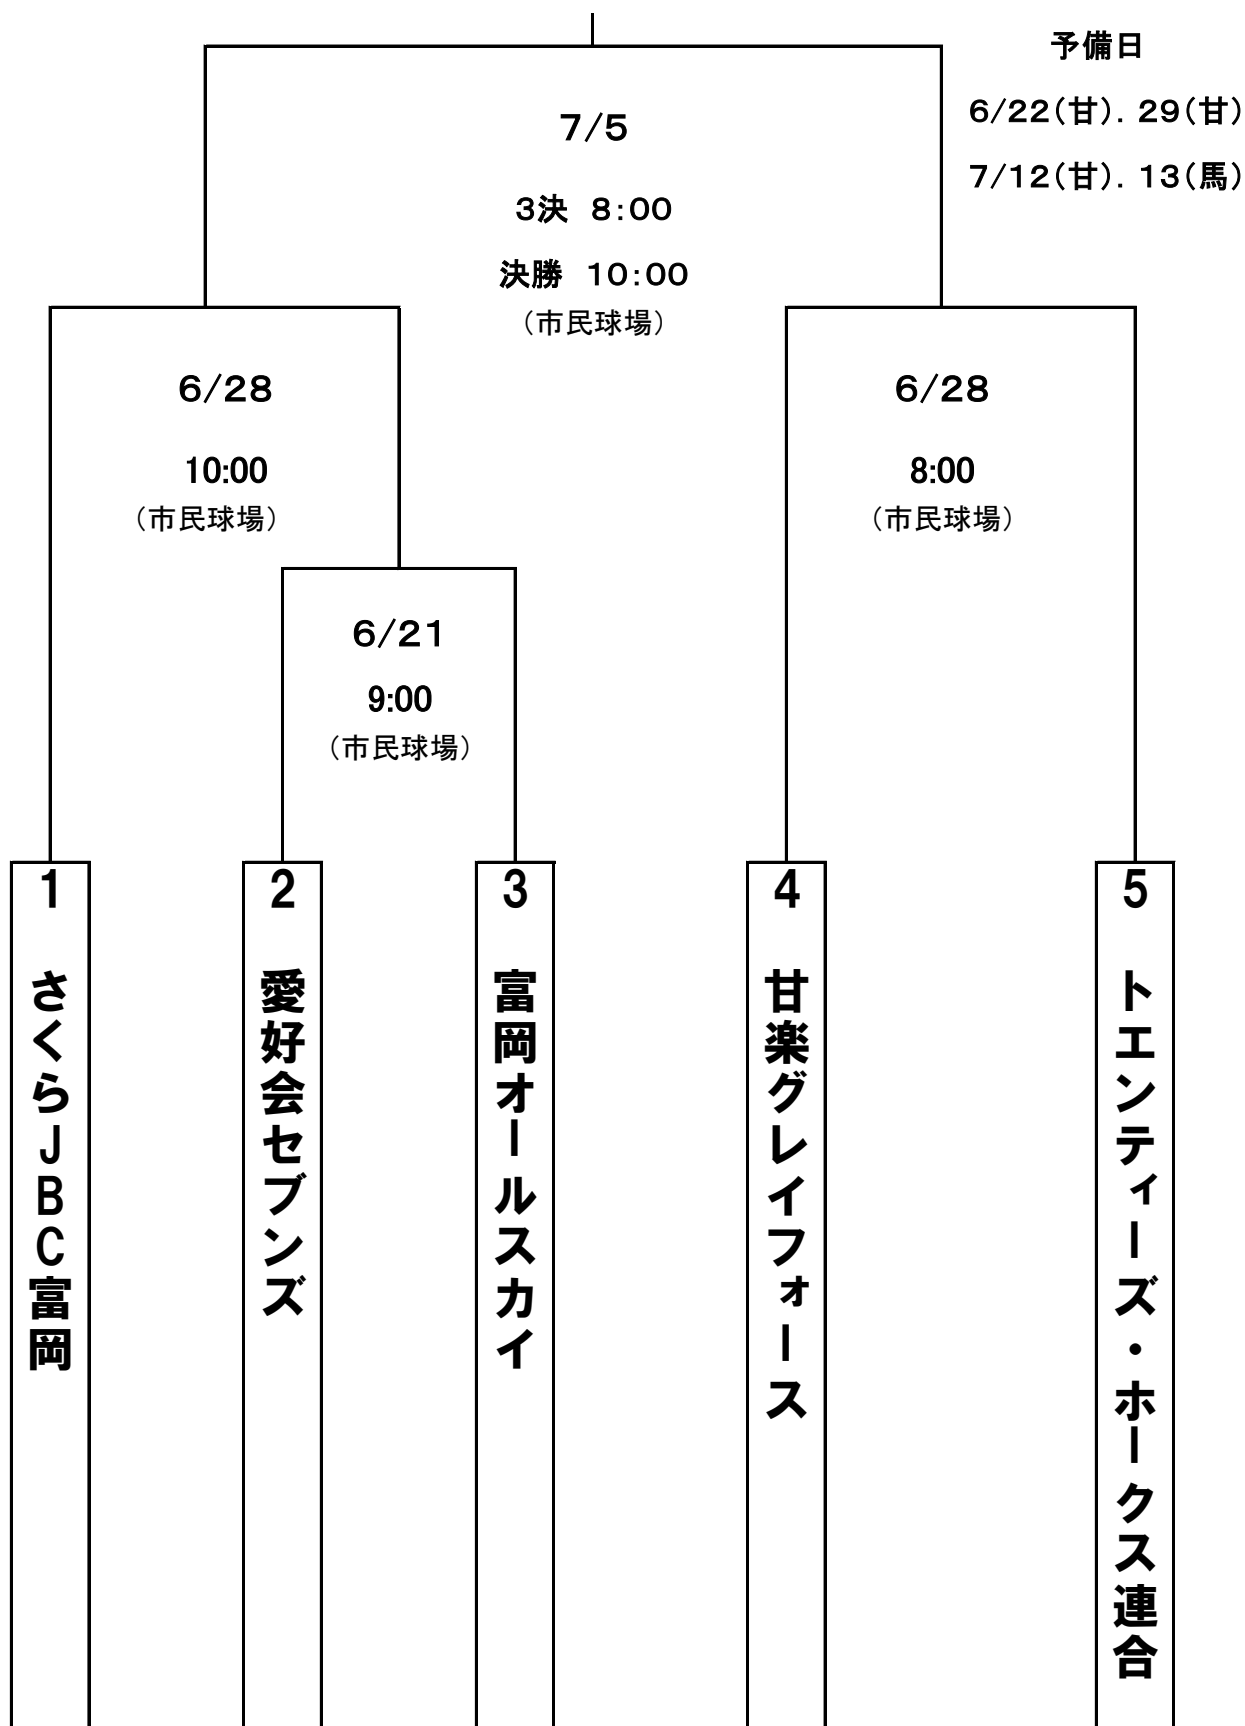 予備日
6/22(甘). 29(甘)
7/12(甘). 13(馬)
7/5
3決 8:00
決勝 10:00
(市民球場)
6/28
10:00
(市民球場)
6/28
8:00
(市民球場)
6/21
9:00
(市民球場)
1 さくらJBC富岡
2 愛好会セブンズ
3 富岡オールスカイ
4 甘楽グレイフォース
5 トエンティーズ・ホークス連合